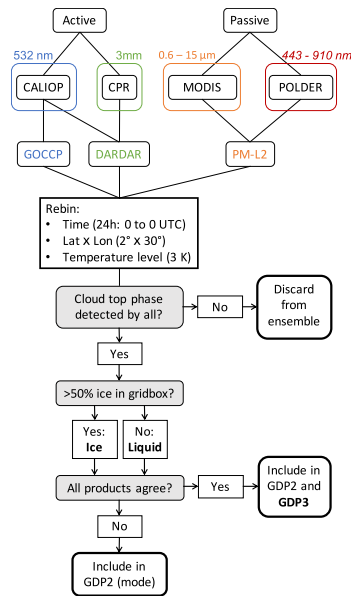 Active
Passive
532 nm
3mm
0.6 – 15 µm
443 - 910 nm
CALIOP
CPR
MODIS
POLDER
GOCCP
DARDAR
PM-L2
Rebin:
• Time (24h: 0 to 0 UTC)
• Lat x Lon (2° x 30°)
• Temperature level (3 K)
Cloud top phase
detected by all?
No
Discard
from
ensemble
Yes
>50% ice in gridbox?
Yes:
Ice
No:
Liquid
All products agree?
Yes
Include in
GDP2 and
GDP3
No
Include in
GDP2 (mode)